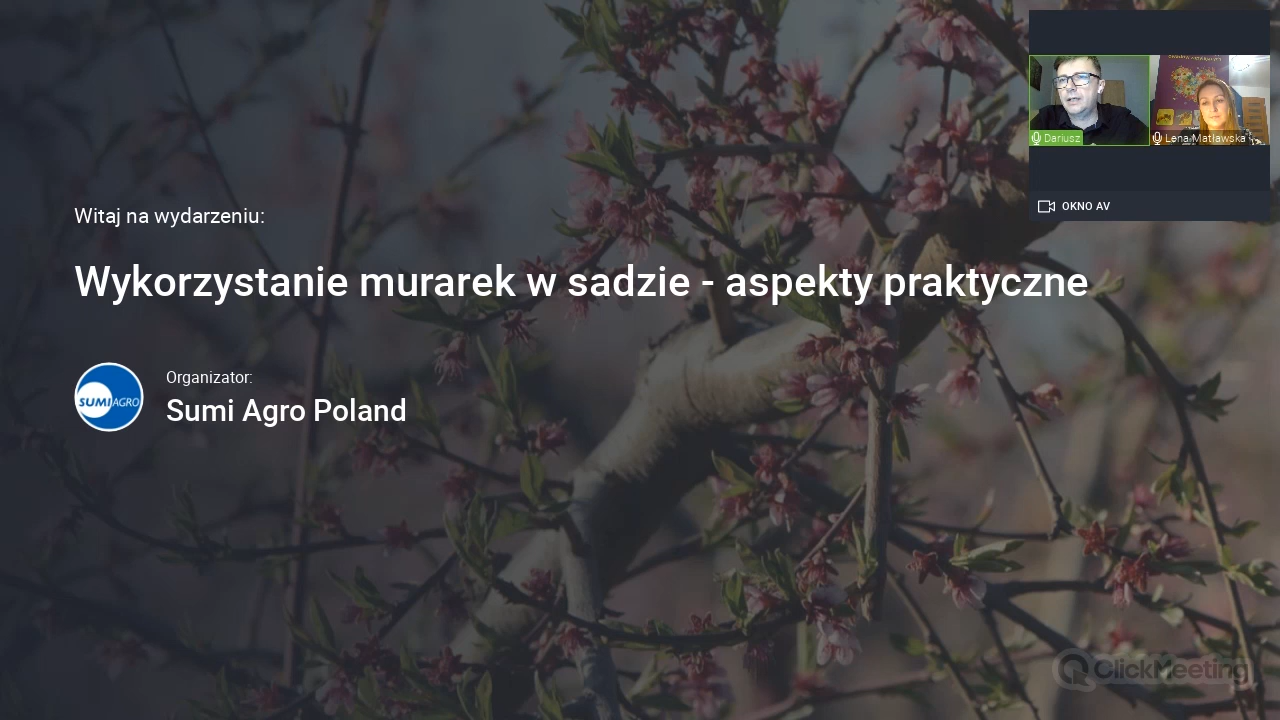 Witaj na wydarzeniu:
Wykorzystanie murarek w sadzie - aspekty praktyczne
Organizator:
Sumi Agro Poland
SUMI AGRO
Dariusz
Lena Matławska
OKNO AV
ClickMeeting